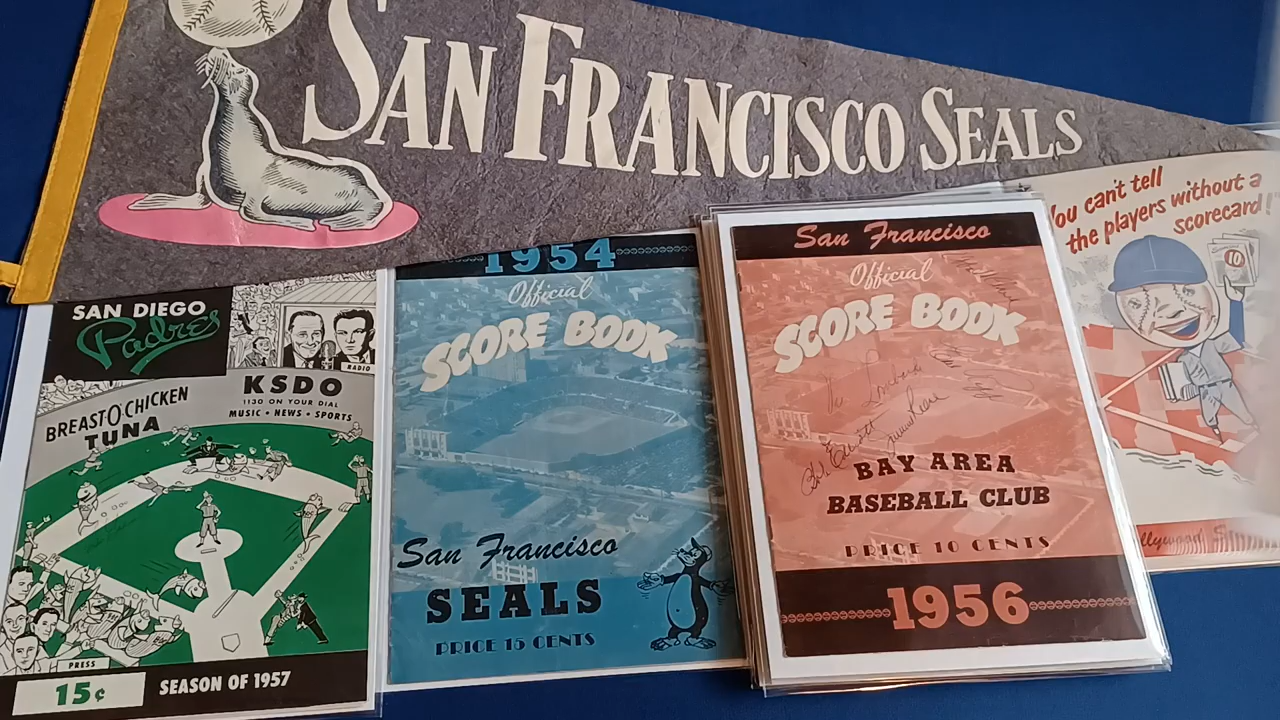 SAN FRANCISCO SEALS
SAN DIEGO
Padres
RADIO
KSDO
1130 ON YOUR DIAL
MUSIC • NEWS • SPORTS
BREAST O' CHICKEN
TUNA
PRESS
15¢
SEASON OF 1957
1954
Official
SCORE BOOK
San Francisco
SEALS
PRICE 15 CENTS
San Francisco
Official
SCORE BOOK
BAY AREA
BASEBALL CLUB
PRICE 10 CENTS
1956
You can't tell
the players without a
scorecard!
10